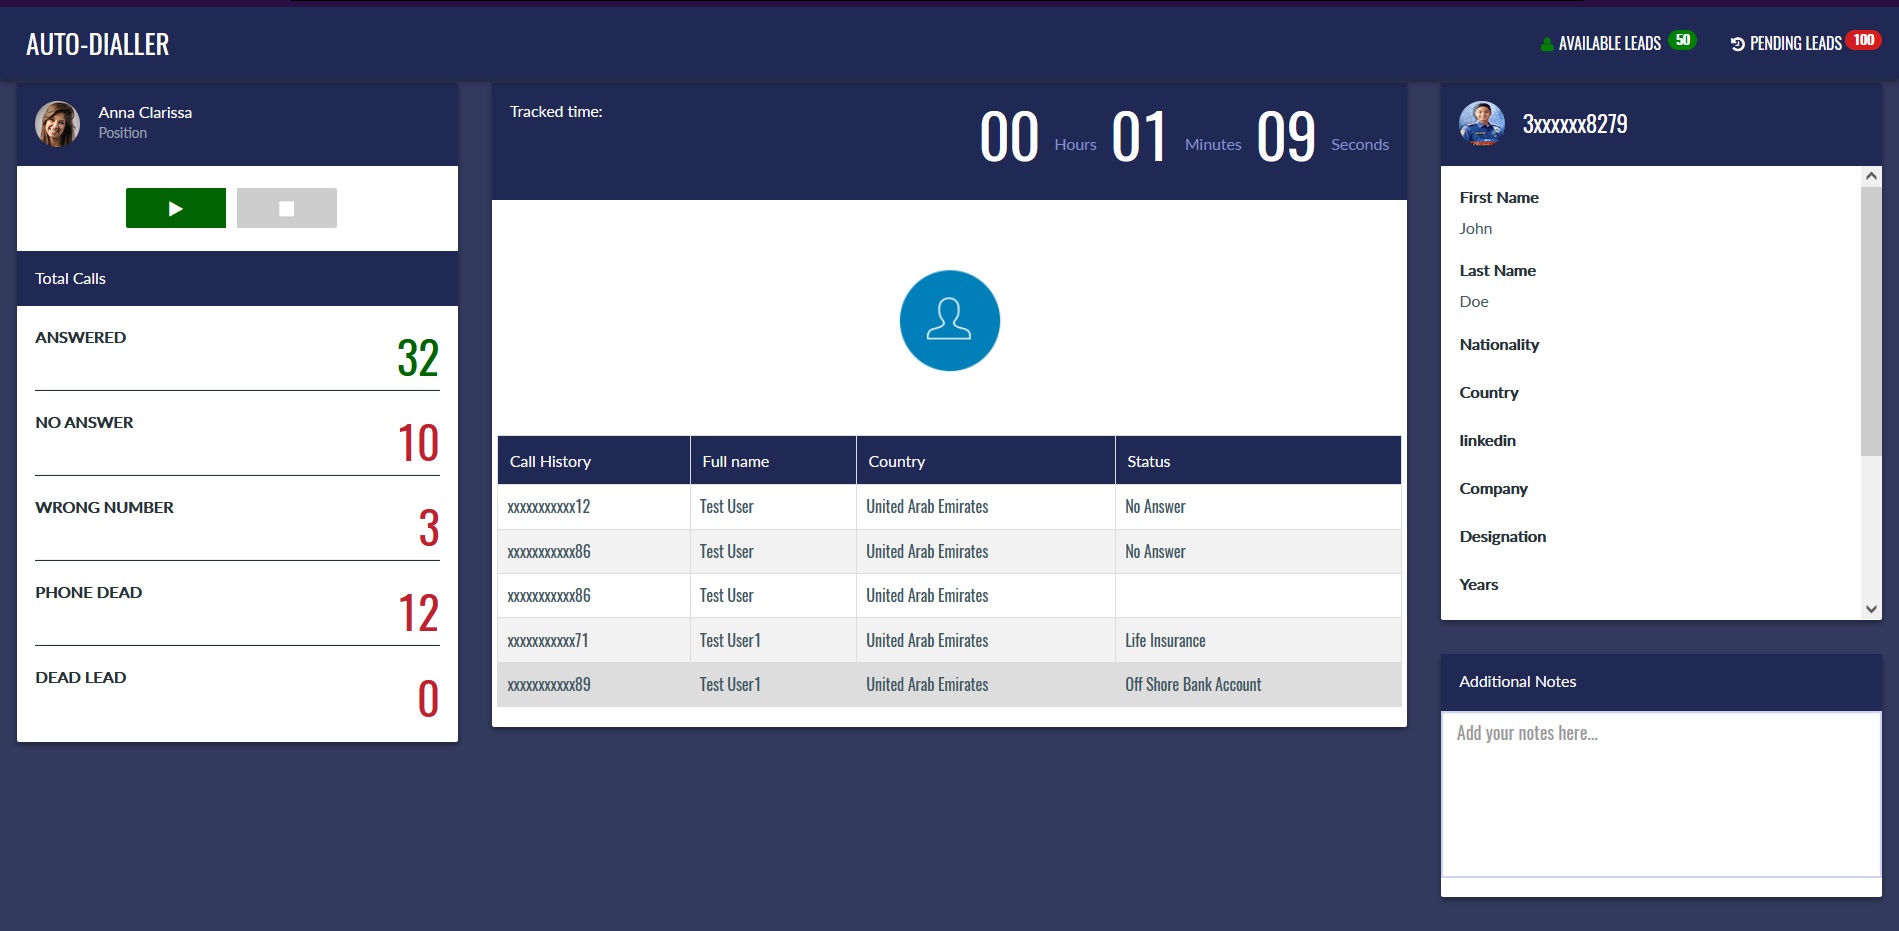 AUTO-DIALLER
AVAILABLE LEADS 50
PENDING LEADS 100
Anna Clarissa
Position
Total Calls
ANSWERED
32
NO ANSWER
10
WRONG NUMBER
3
PHONE DEAD
12
DEAD LEAD
0
Tracked time:
00 Hours 01 Minutes 09 Seconds
Call History Full name Country Status
xxxxxxxxxxx12 Test User United Arab Emirates No Answer
xxxxxxxxxxx86 Test User United Arab Emirates No Answer
xxxxxxxxxxx86 Test User United Arab Emirates
xxxxxxxxxxx71 Test User1 United Arab Emirates Life Insurance
xxxxxxxxxxx89 Test User1 United Arab Emirates Off Shore Bank Account
3xxxxxx8279
First Name
John
Last Name
Doe
Nationality
Country
linkedin
Company
Designation
Years
Additional Notes
Add your notes here...